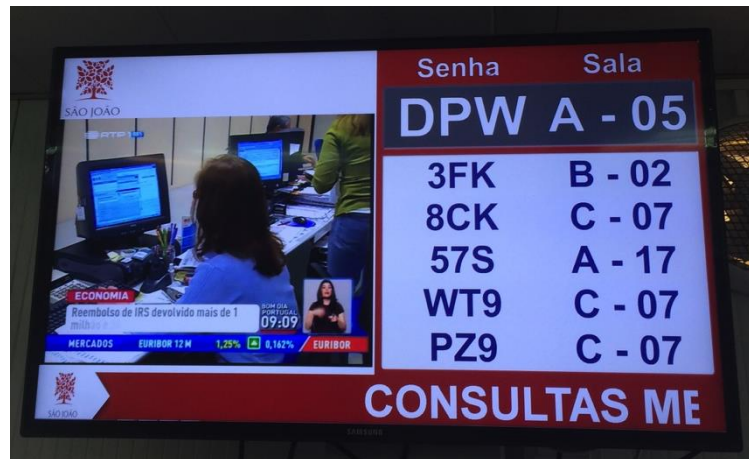 SÃO JOÃO
RTP 1
ECONOMIA
Reembolso de IRS devolvido mais de 1
BOM DIA
PORTUGAL
09:09
MERCADOS EURIBOR 12 M 1,25% 0,162% EURIBOR
Senha Sala
DPW A - 05
3FK B - 02
8CK C - 07
57S A - 17
WT9 C - 07
PZ9 C - 07
SÃO JOÃO
CONSULTAS ME
SAMSUNG